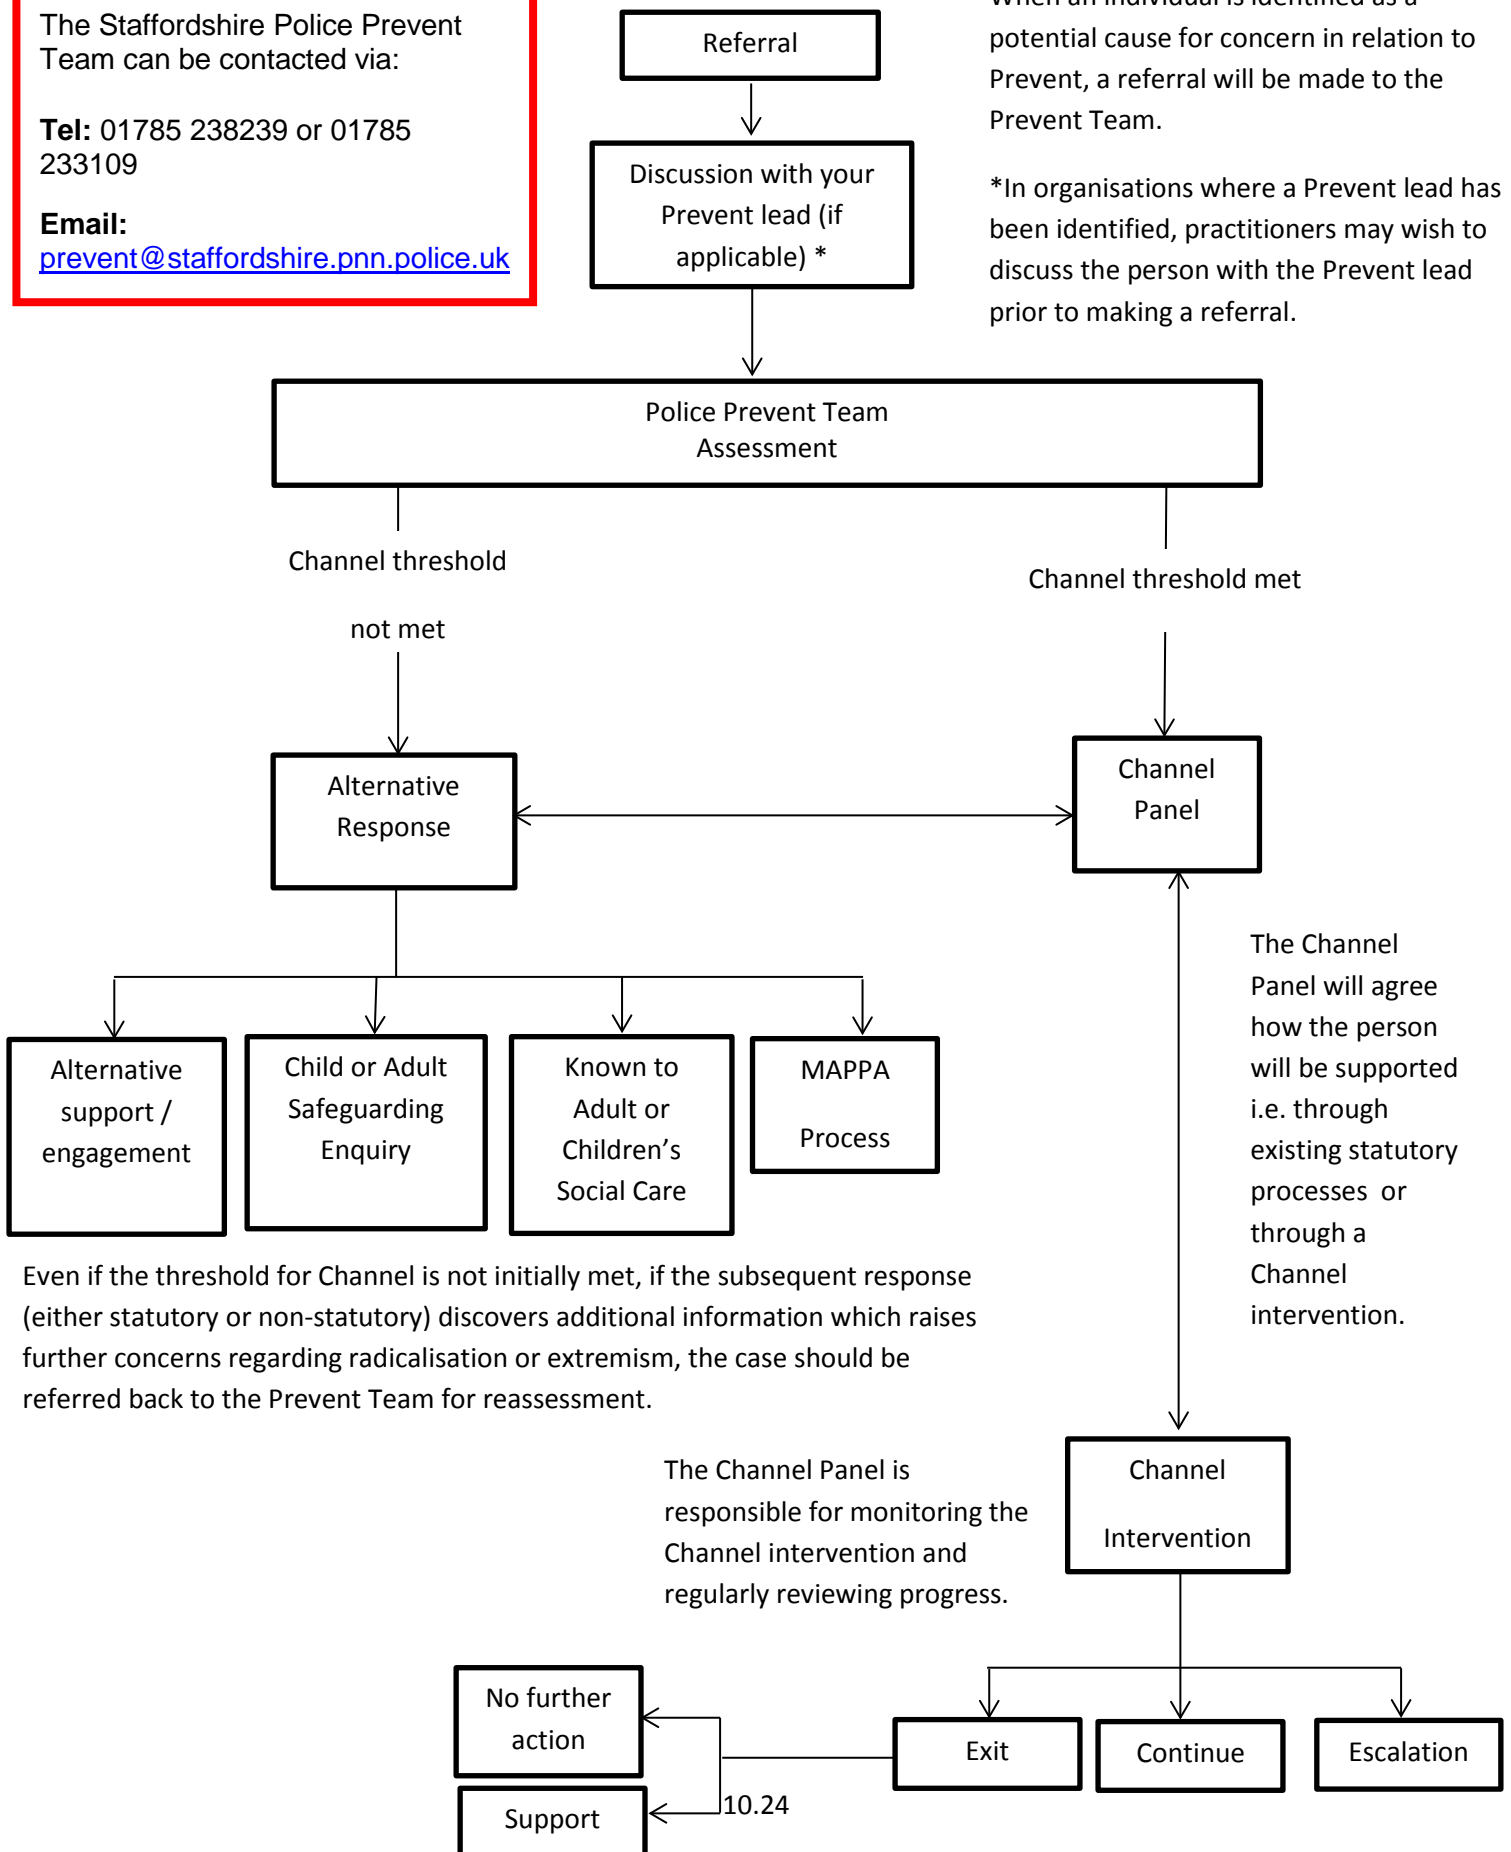 The Staffordshire Police Prevent
Team can be contacted via:
Tel: 01785 238239 or 01785
233109
Email:
prevent@staffordshire.pnn.police.uk
Referral
When an individual is identified as a
potential cause for concern in relation to
Prevent, a referral will be made to the
Prevent Team.
Discussion with your
Prevent lead (if
applicable) *
*In organisations where a Prevent lead has
been identified, practitioners may wish to
discuss the person with the Prevent lead
prior to making a referral.
Police Prevent Team
Assessment
Channel threshold
not met
Channel threshold met
Alternative
Response
Channel
Panel
The Channel
Panel will agree
how the person
will be supported
i.e. through
existing statutory
processes or
through a
Channel
intervention.
Alternative
support /
engagement
Child or Adult
Safeguarding
Enquiry
Known to
Adult or
Children's
Social Care
MAPPA
Process
Even if the threshold for Channel is not initially met, if the subsequent response
(either statutory or non-statutory) discovers additional information which raises
further concerns regarding radicalisation or extremism, the case should be
referred back to the Prevent Team for reassessment.
The Channel Panel is
responsible for monitoring the
Channel intervention and
regularly reviewing progress.
Channel
Intervention
No further
action
Exit
Continue
Escalation
Support
10.24